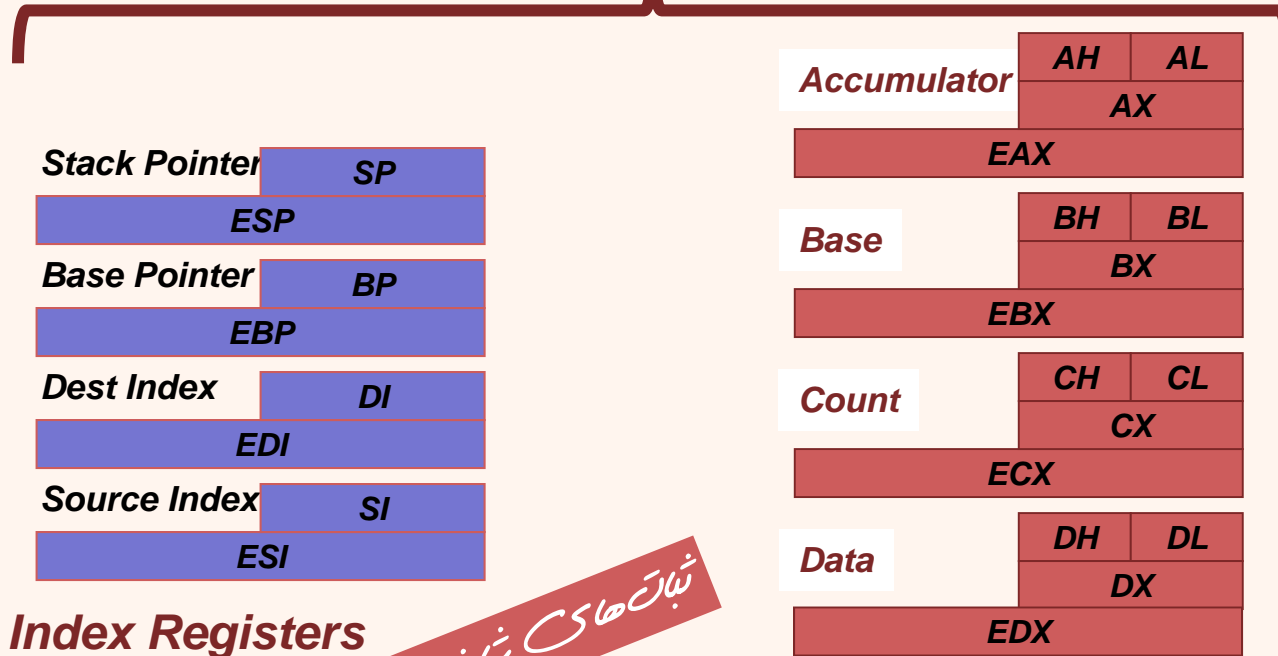 Stack Pointer SP
ESP
Base Pointer BP
EBP
Dest Index DI
EDI
Source Index SI
ESI
Index Registers
ثبات‌های
AH AL
Accumulator
AX
EAX
BH BL
Base
BX
EBX
CH CL
Count
CX
ECX
DH DL
Data
DX
EDX